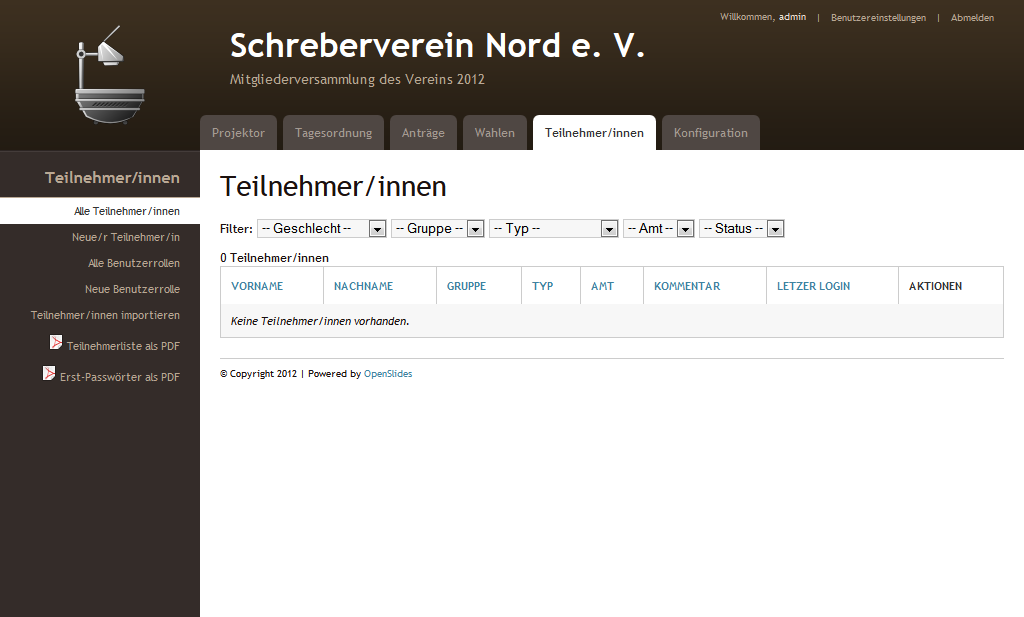 Willkommen, admin | Benutzereinstellungen | Abmelden
Schreberverein Nord e. V.
Mitgliederversammlung des Vereins 2012
Projektor Tagesordnung Anträge Wahlen Teilnehmer/innen Konfiguration
Teilnehmer/innen
Alle Teilnehmer/innen
Neue/r Teilnehmer/in
Alle Benutzerrollen
Neue Benutzerrolle
Teilnehmer/innen importieren
Teilnehmerliste als PDF
Erst-Passwörter als PDF
Teilnehmer/innen
Filter: -- Geschlecht -- -- Gruppe -- -- Typ -- -- Amt -- -- Status --
0 Teilnehmer/innen
VORNAME NACHNAME GRUPPE TYP AMT KOMMENTAR LETZER LOGIN AKTIONEN
Keine Teilnehmer/innen vorhanden.
© Copyright 2012 | Powered by OpenSlides